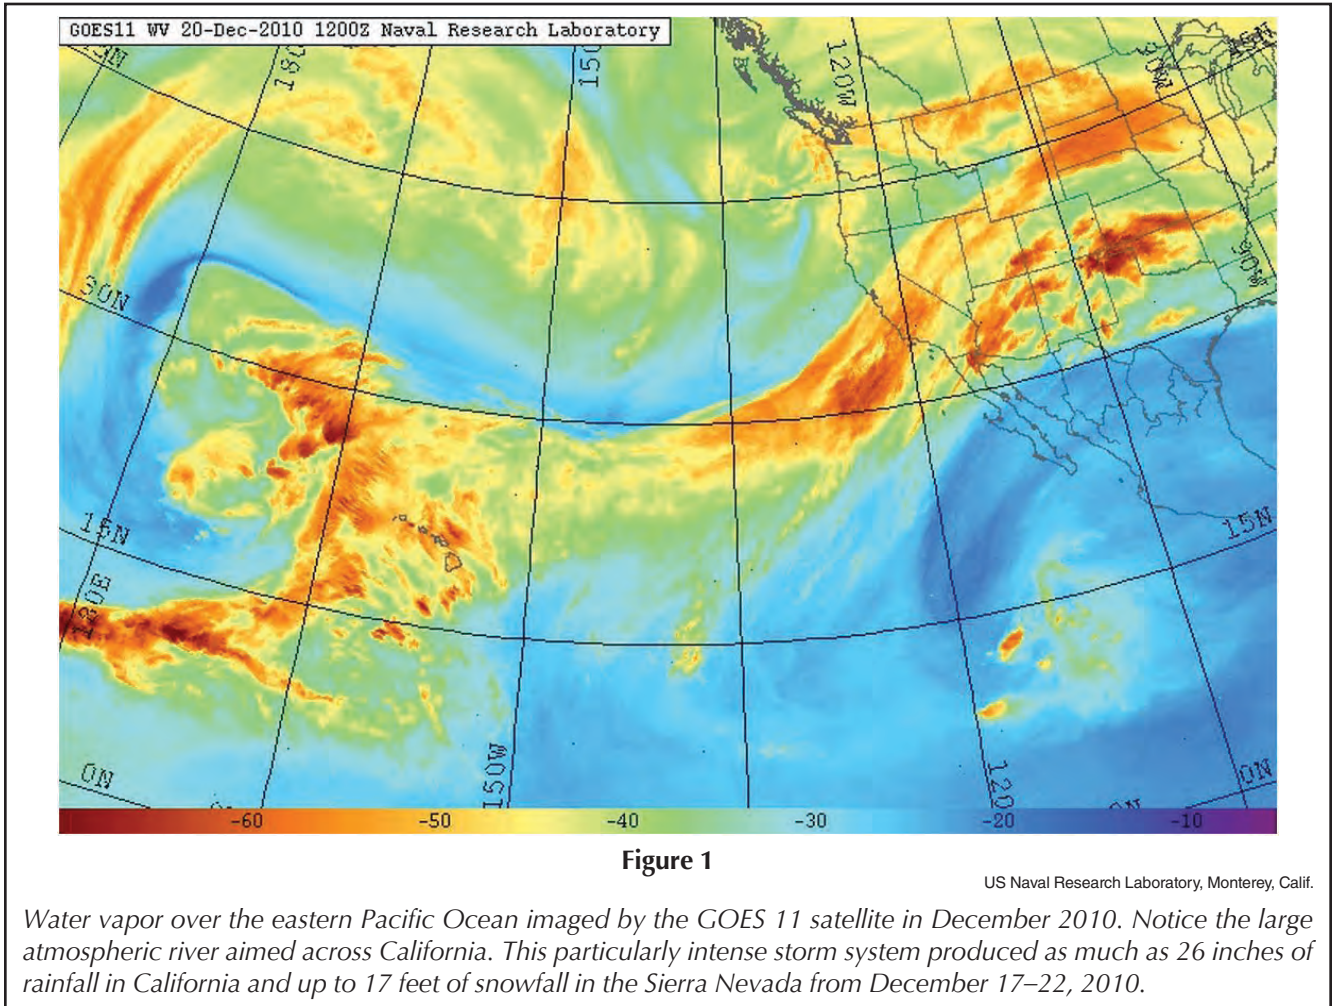 GOES11 WV 20-Dec-2010 1200Z Naval Research Laboratory
180
150
120W
90W
45N
30N
90W
15N
15N
180E
0N
150W
120
0N
0N
-60 -50 -40 -30 -20 -10
Figure 1
US Naval Research Laboratory, Monterey, Calif.
Water vapor over the eastern Pacific Ocean imaged by the GOES 11 satellite in December 2010. Notice the large
atmospheric river aimed across California. This particularly intense storm system produced as much as 26 inches of
rainfall in California and up to 17 feet of snowfall in the Sierra Nevada from December 17–22, 2010.